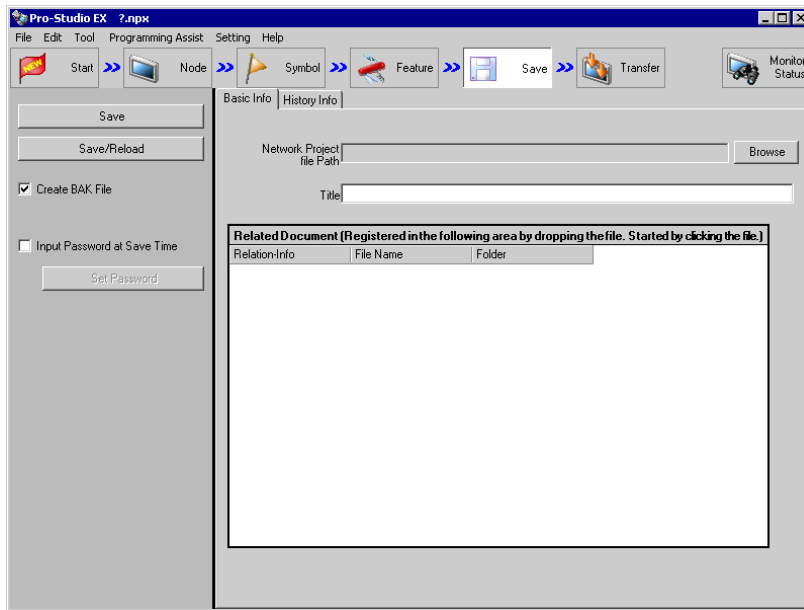 Pro-Studio EX ?.npx
File Edit Tool Programming Assist Setting Help
NEW Start Node Symbol Feature Save Transfer Monitor Status
Basic Info History Info
Save
Save/Reload
Create BAK File
Input Password at Save Time
Set Password
Network Project
file Path
Browse
Title
Related Document (Registered in the following area by dropping the file. Started by clicking the file.)
Relation-Info File Name Folder